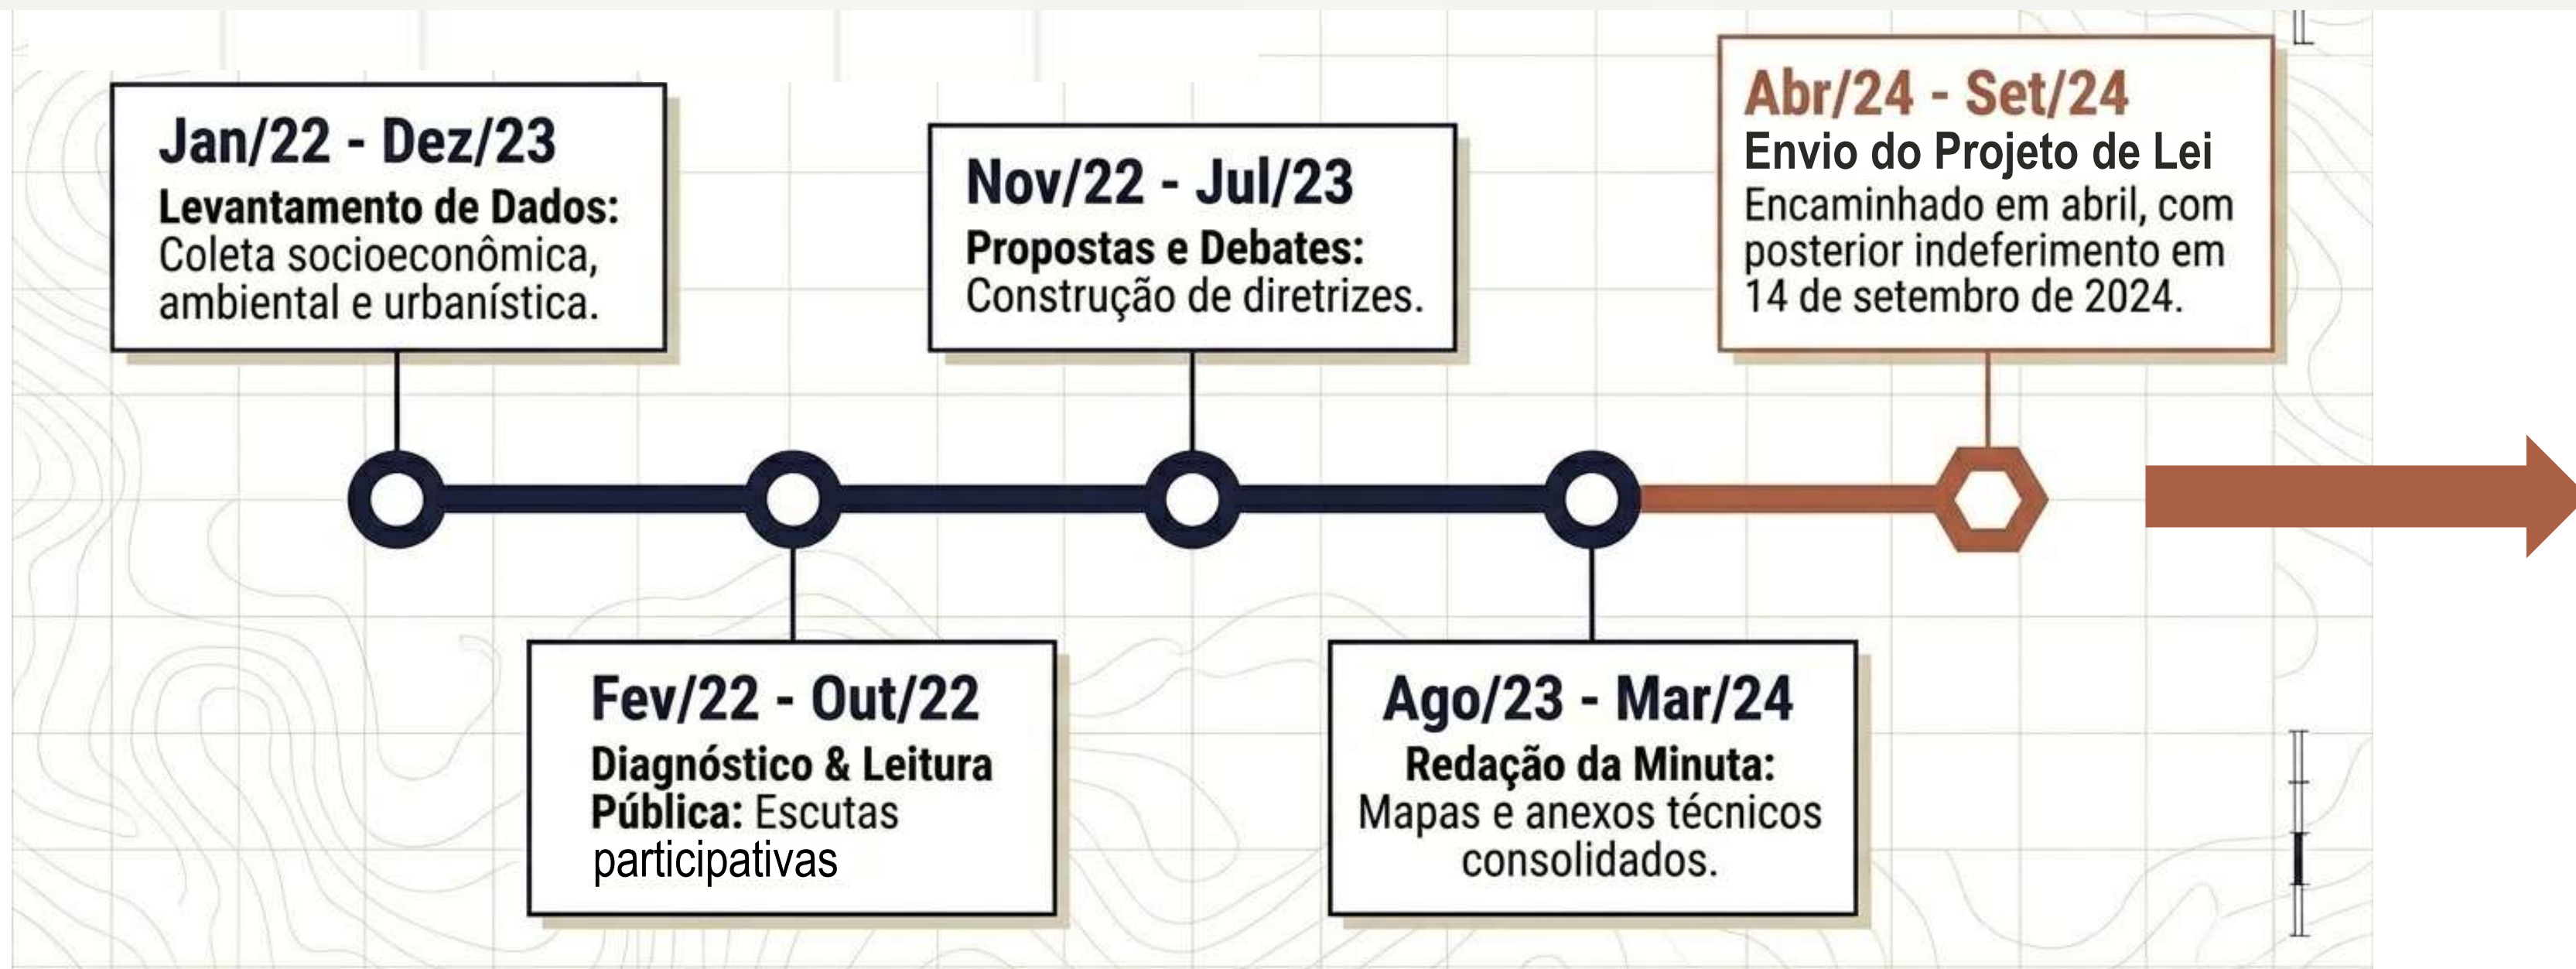 Jan/22 - Dez/23
Levantamento de Dados:
Coleta socioeconômica,
ambiental e urbanística.
Fev/22 - Out/22
Diagnóstico & Leitura
Pública: Escutas
participativas
Nov/22 - Jul/23
Propostas e Debates:
Construção de diretrizes.
Ago/23 - Mar/24
Redação da Minuta:
Mapas e anexos técnicos
consolidados.
Abr/24 - Set/24
Envio do Projeto de Lei
Encaminhado em abril, com
posterior indeferimento em
14 de setembro de 2024.